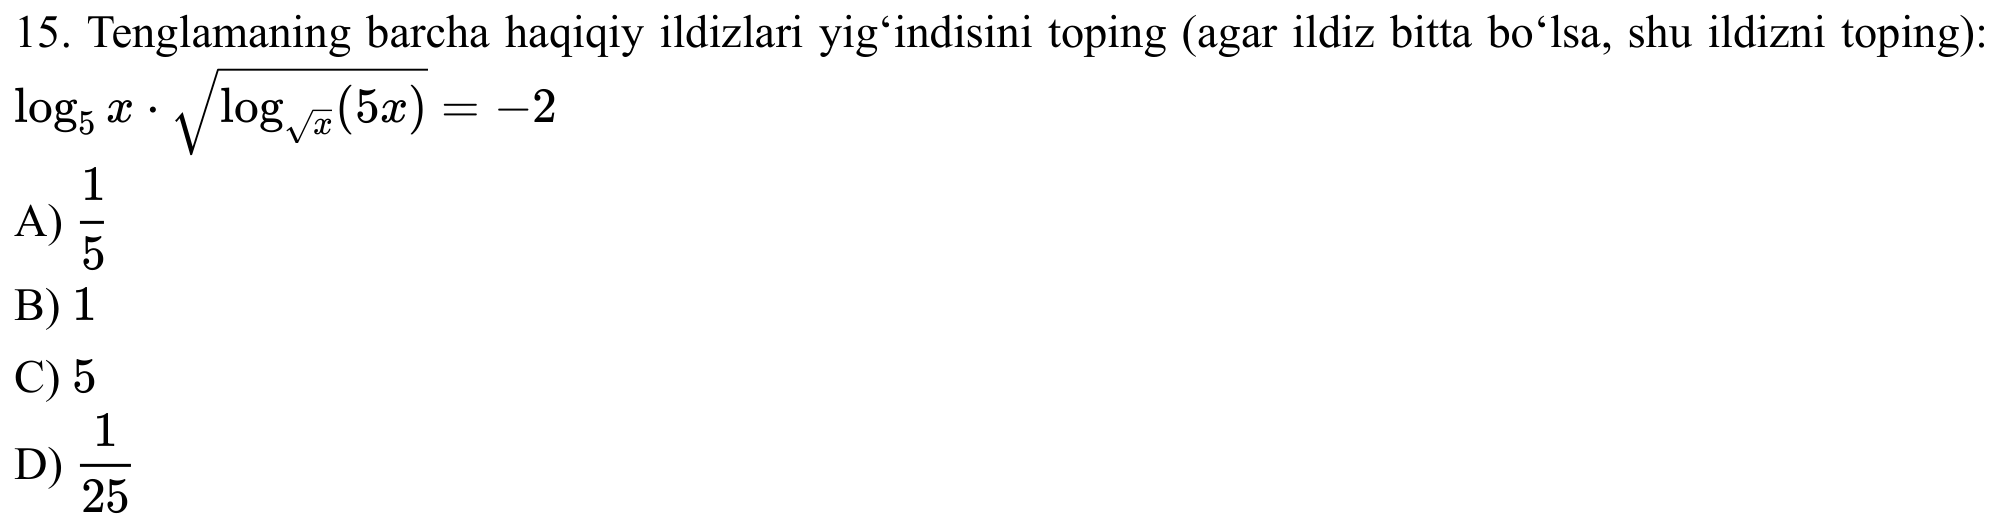 15. Tenglamaning barcha haqiqiy ildizlari yig‘indisini toping (agar ildiz bitta bo‘lsa, shu ildizni toping):
log₅ x · √(log_{√x}(5x)) = −2
A) 1/5
B) 1
C) 5
D) 1/25